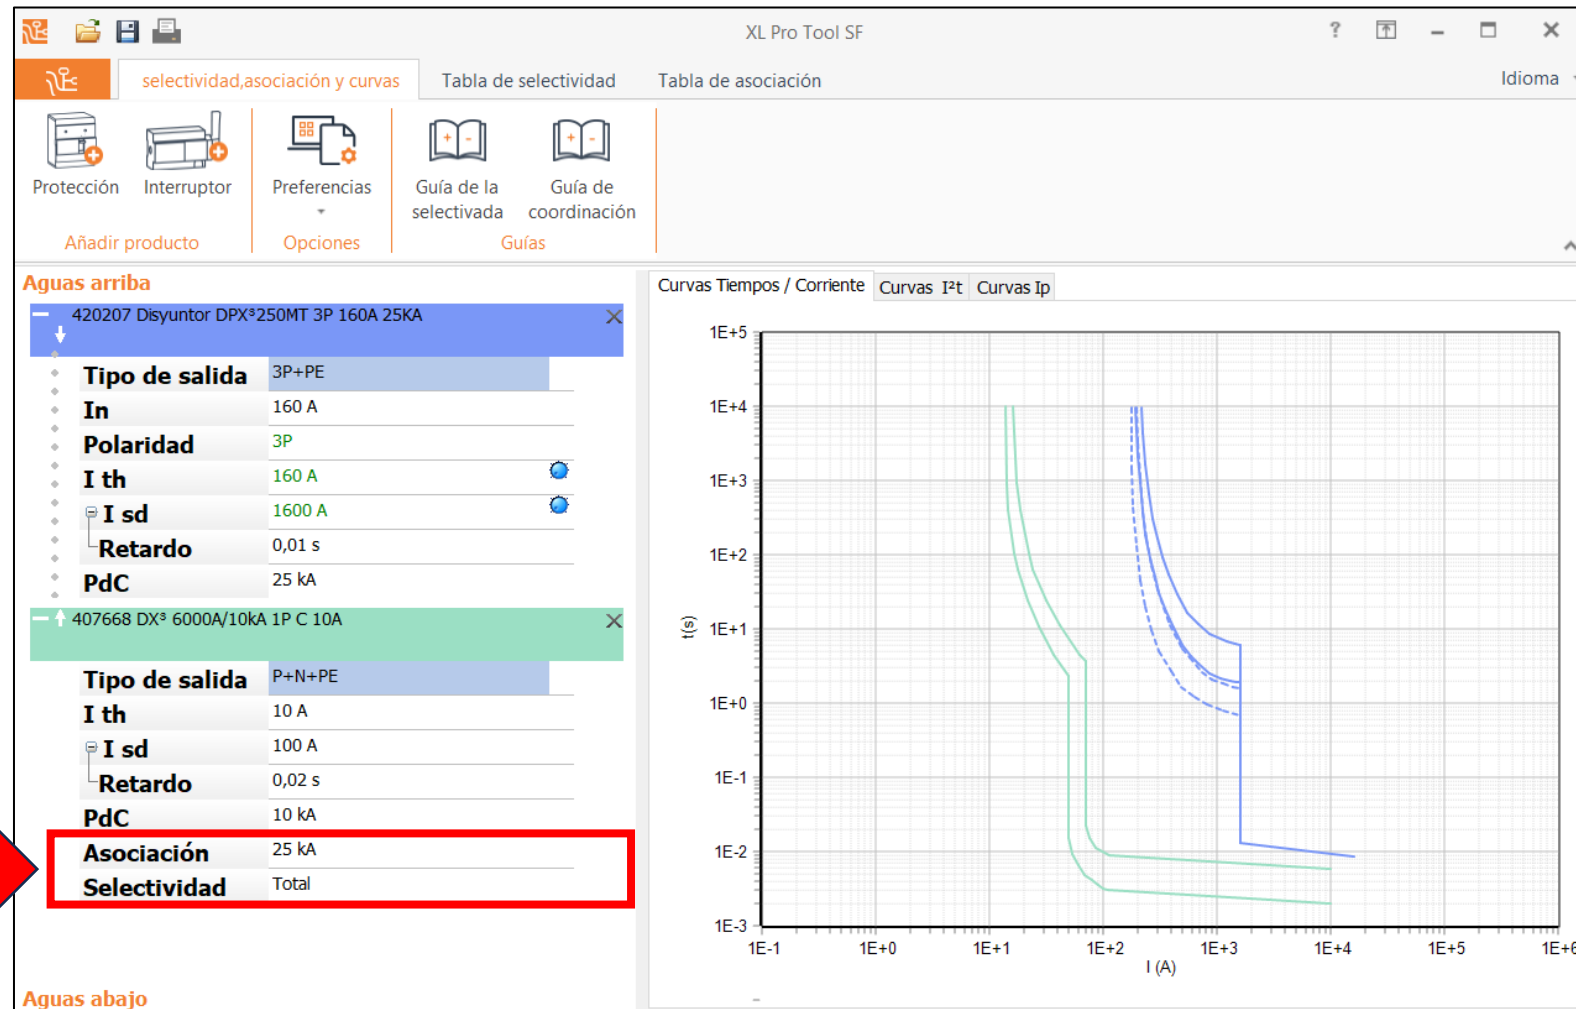 XL Pro Tool SF
?
selectividad,asociación y curvas Tabla de selectividad Tabla de asociación Idioma
Protección Interruptor Preferencias Guía de la selectivada Guía de coordinación
Añadir producto Opciones Guías
Aguas arriba
420207 Disyuntor DPX³250MT 3P 160A 25KA
Tipo de salida 3P+PE
In 160 A
Polaridad 3P
I th 160 A
I sd 1600 A
Retardo 0,01 s
PdC 25 kA
407668 DX³ 6000A/10kA 1P C 10A
Tipo de salida P+N+PE
I th 10 A
I sd 100 A
Retardo 0,02 s
PdC 10 kA
Asociación 25 kA
Selectividad Total
Aguas abajo
Curvas Tiempos / Corriente Curvas I²t Curvas Ip
1E+5
1E+4
1E+3
1E+2
1E+1
1E+0
1E-1
1E-2
1E-3
t(s)
1E-1 1E+0 1E+1 1E+2 1E+3 1E+4 1E+5 1E+6
I (A)